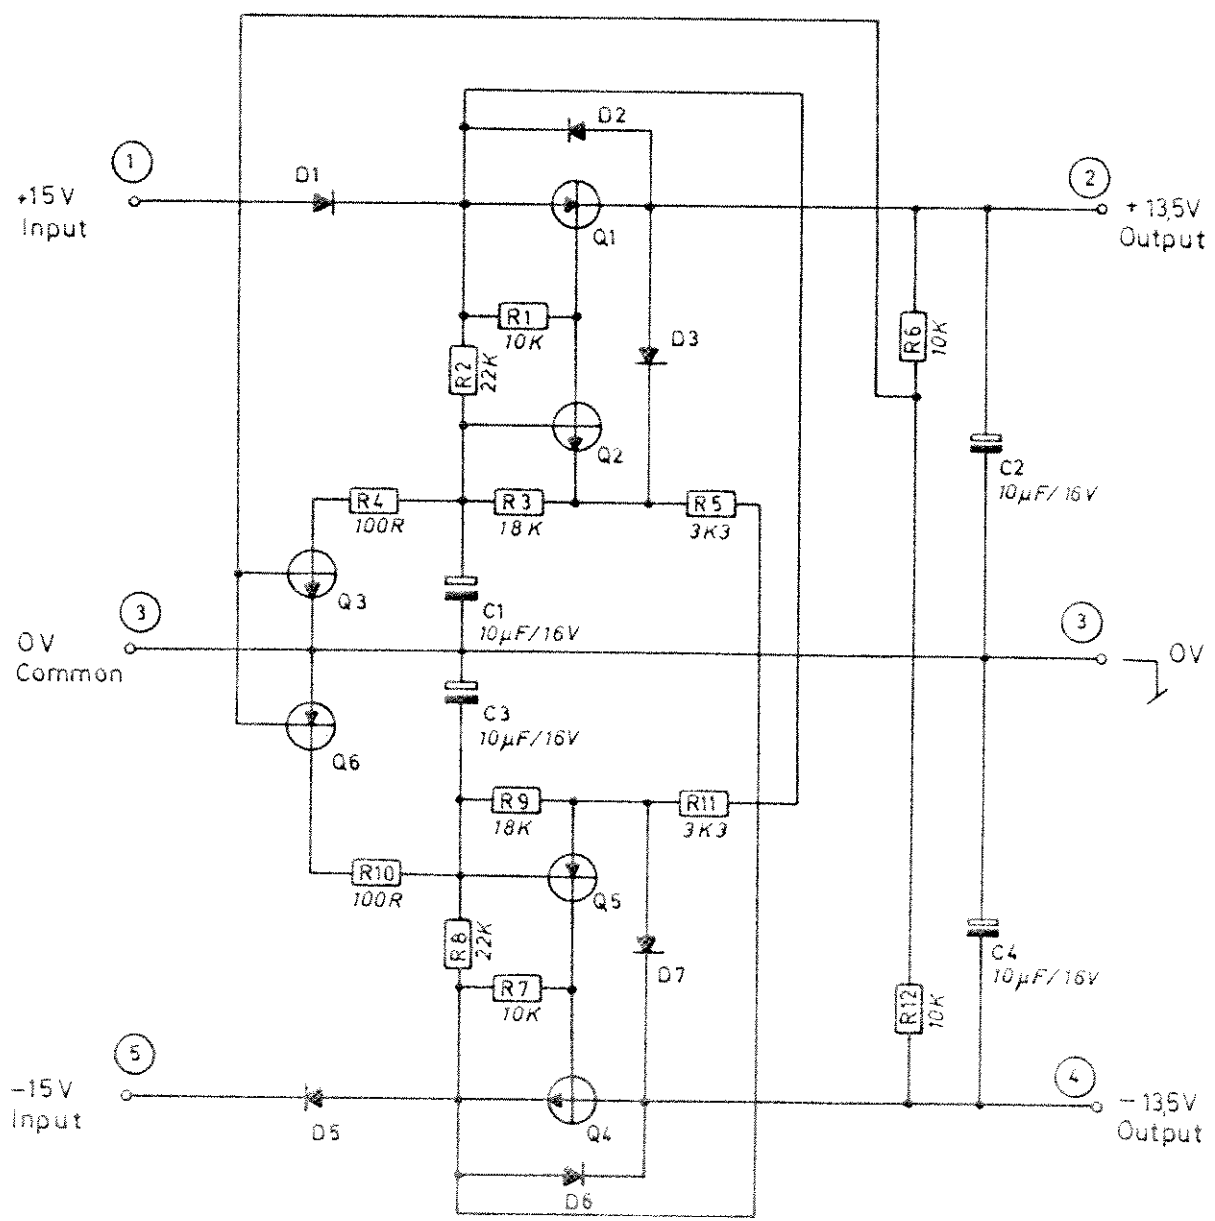 D2
1
2
D1
+15V
Input
+13,5V
Output
Q1
R1
10K
R2
22K
D3
R6
10K
Q2
C2
10µF/16V
R4
100R
R3
18K
R5
3K3
Q3
C1
10µF/16V
3
3
0V
Common
0V
C3
10µF/16V
Q6
R9
18K
R11
3K3
R10
100R
Q5
R8
22K
D7
C4
10µF/16V
R7
10K
R12
10K
5
4
-15V
Input
-13,5V
Output
D5
Q4
D6